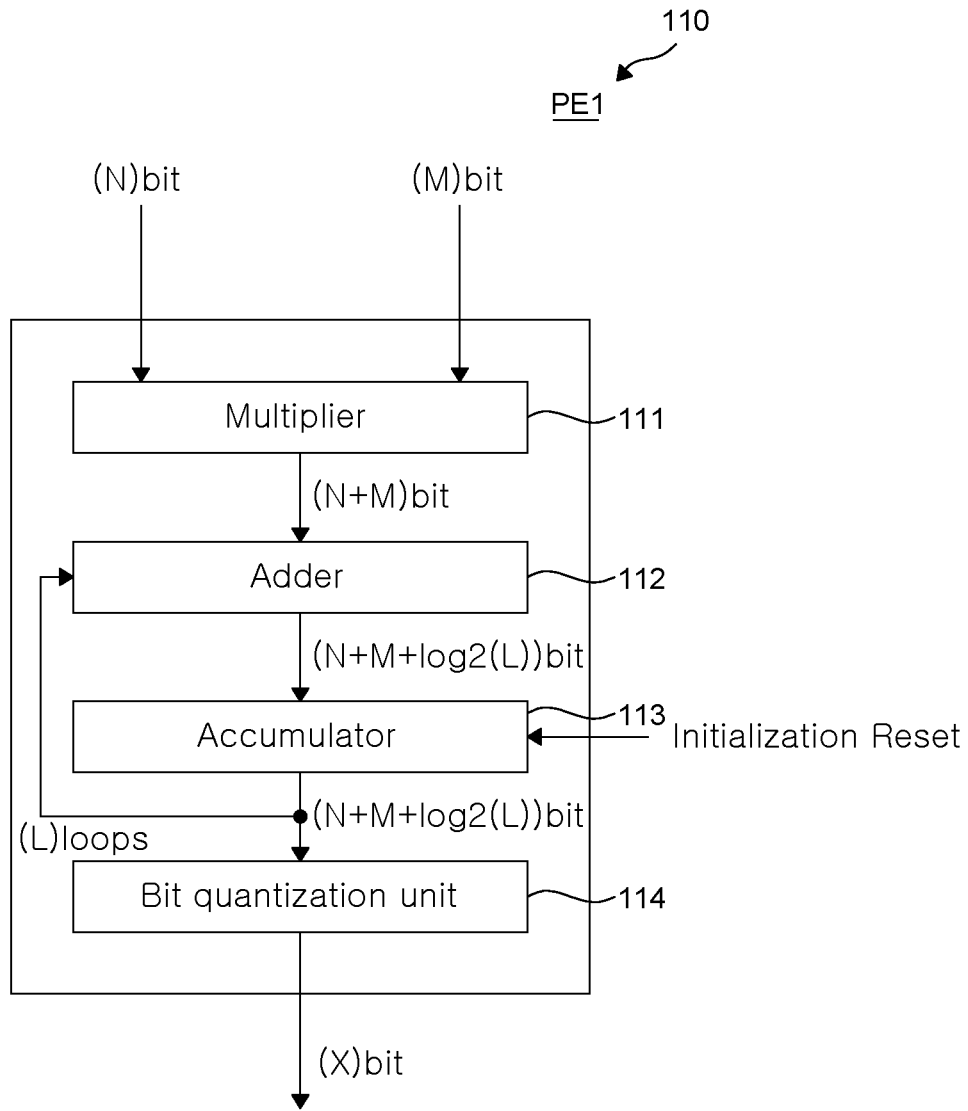 110
PE1
(N)bit
(M)bit
Multiplier
111
(N+M)bit
Adder
112
(N+M+log2(L))bit
Accumulator
113
Initialization Reset
(N+M+log2(L))bit
(L)loops
Bit quantization unit
114
(X)bit